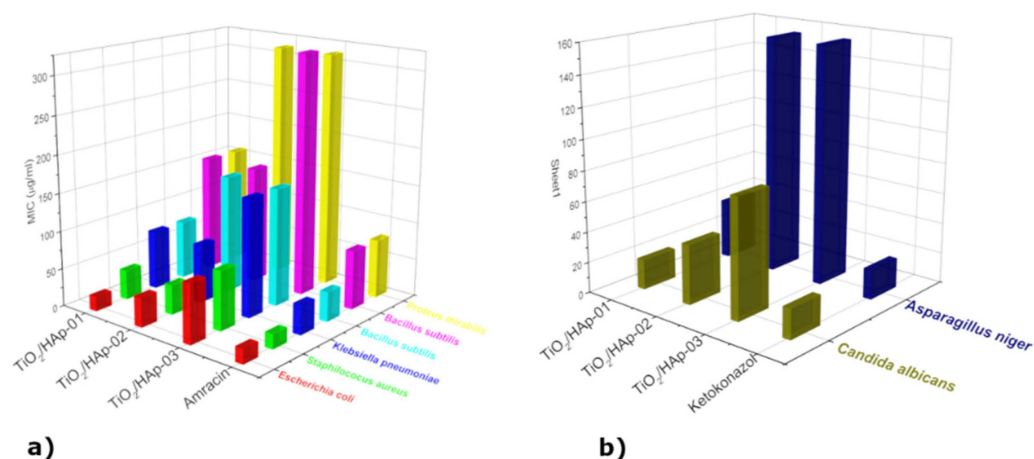 MIC (µg/ml)
300
250
200
150
100
50
0
TiO2/HAp-01
TiO2/HAp-02
TiO2/HAp-03
Amracin
Escherichia coli
Staphilococus aureus
Klebsiella pneumoniae
Bacillus subtilis
Bacillus subtilis
Proteus mirabilis
a)
Sheet1
160
140
120
100
80
60
40
20
0
TiO2/HAp-01
TiO2/HAp-02
TiO2/HAp-03
Ketokonazol
Candida albicans
Asparagillus niger
b)